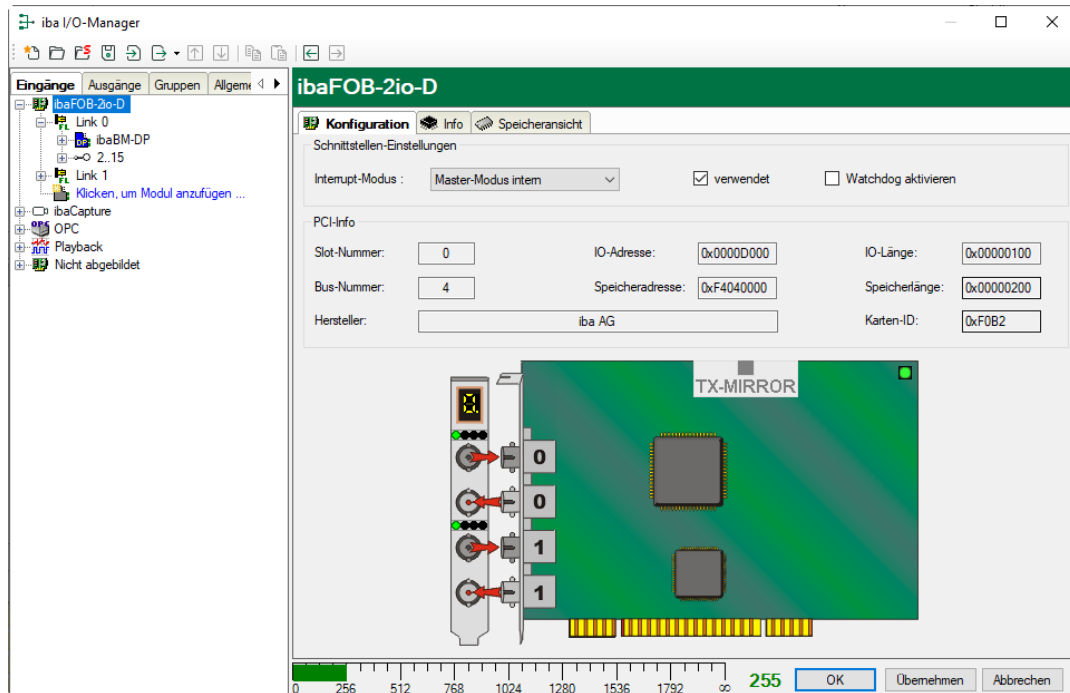 iba I/O-Manager
Eingänge Ausgänge Gruppen Allgeme
ibaFOB-2io-D
Link 0
ibaBM-DP
2..15
Link 1
Klicken, um Modul anzufügen ...
ibaCapture
OPC
Playback
Nicht abgebildet
ibaFOB-2io-D
Konfiguration Info Speicheransicht
Schnittstellen-Einstellungen
Interrupt-Modus : Master-Modus intern verwendet Watchdog aktivieren
PCI-Info
Slot-Nummer: 0 IO-Adresse: 0x0000D000 IO-Länge: 0x00000100
Bus-Nummer: 4 Speicheradresse: 0xF4040000 Speicherlänge: 0x00000200
Hersteller: iba AG Karten-ID: 0xF0B2
TX-MIRROR
0
0
1
1
0 256 512 768 1024 1280 1536 1792 ∞ 255 OK Übernehmen Abbrechen